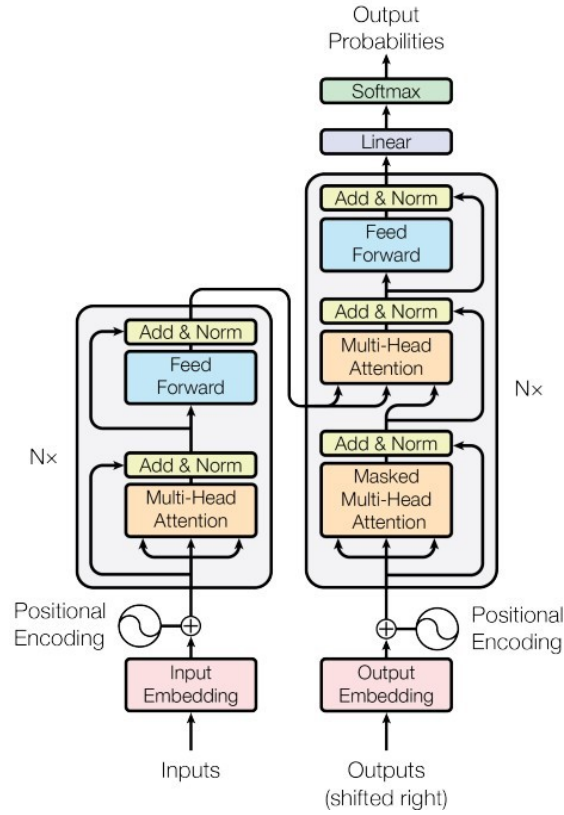 Output
Probabilities
Softmax
Linear
Add & Norm
Feed
Forward
Add & Norm
Multi-Head
Attention
Nx
Add & Norm
Masked
Multi-Head
Attention
Add & Norm
Feed
Forward
Nx
Add & Norm
Multi-Head
Attention
Positional
Encoding
Positional
Encoding
Input
Embedding
Output
Embedding
Inputs
Outputs
(shifted right)